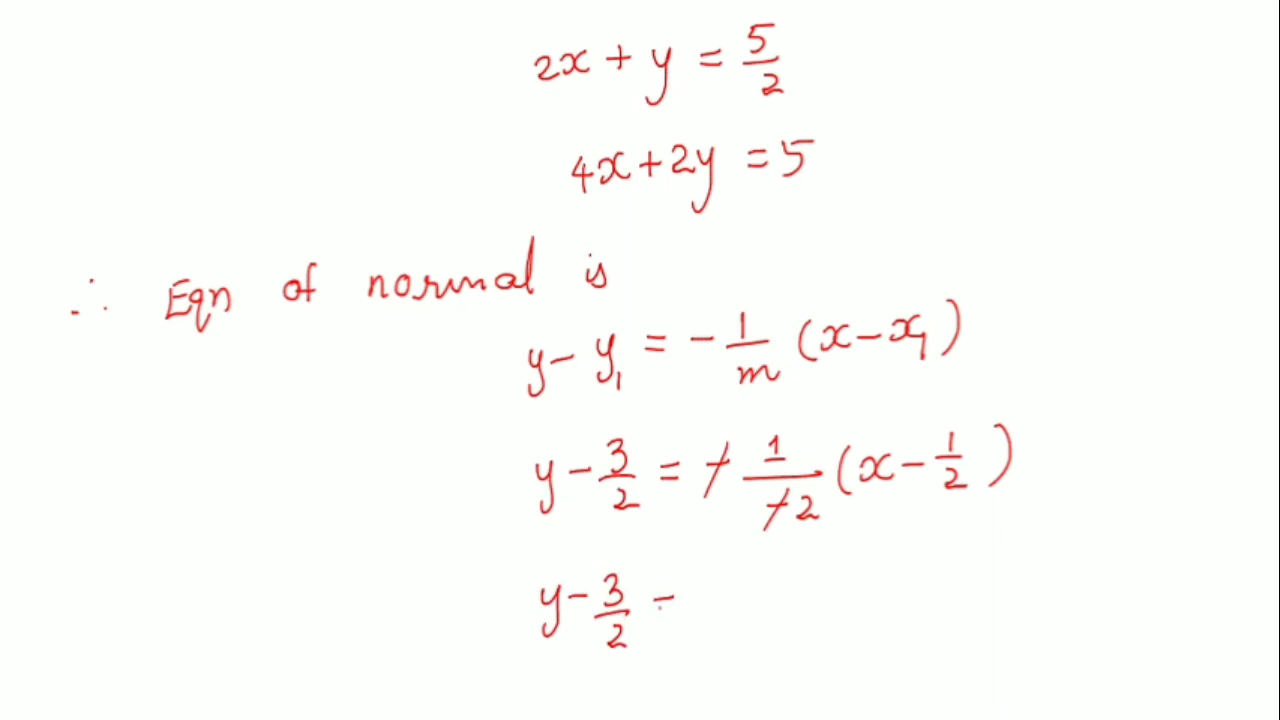 2x + y = 5/2
4x + 2y = 5
∴ Eqn of normal is
y - y₁ = - 1/m (x - x₁)
y - 3/2 = - 1/-2 (x - 1/2)
y - 3/2 -